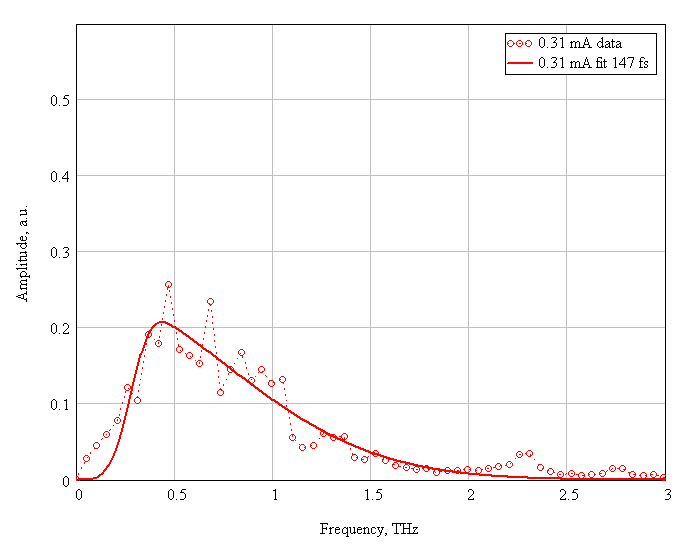 0.31 mA data
0.31 mA fit 147 fs
0.5
0.4
0.3
0.2
0.1
0
Amplitude, a.u.
0 0.5 1 1.5 2 2.5 3
Frequency, THz